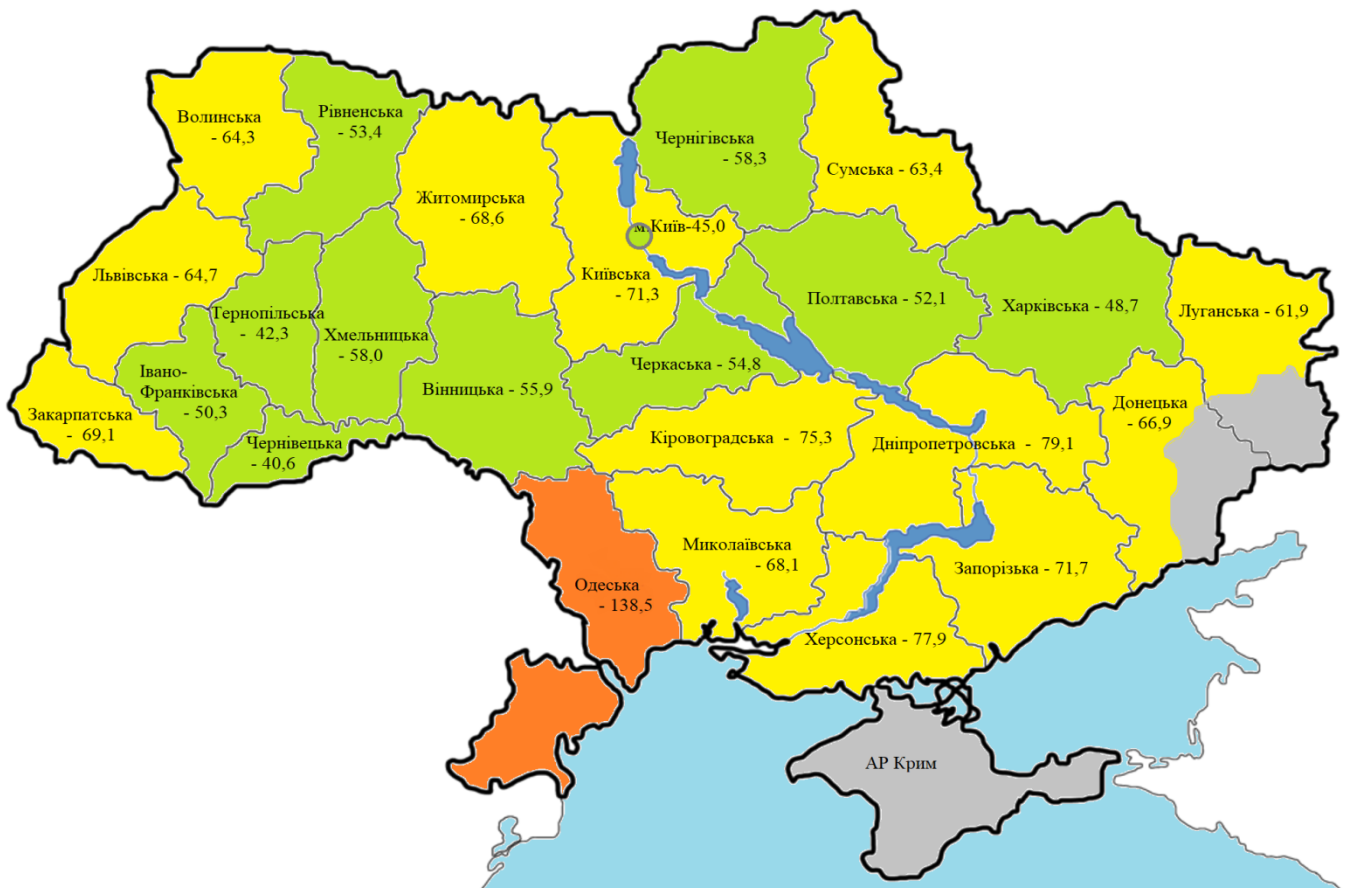 Волинська
- 64,3
Рівненська
- 53,4
Чернігівська
- 58,3
Сумська - 63,4
Житомирська
- 68,6
м.Київ-45,0
Львівська - 64,7
Київська
- 71,3
Полтавська - 52,1
Харківська - 48,7
Луганська - 61,9
Тернопільська
- 42,3
Хмельницька
- 58,0
Черкаська - 54,8
Івано-
Франківська
- 50,3
Вінницька - 55,9
Донецька
- 66,9
Закарпатська
- 69,1
Чернівецька
- 40,6
Кіровоградська - 75,3
Дніпропетровська
- 79,1
Миколаївська
- 68,1
Запорізька - 71,7
Одеська
- 138,5
Херсонська - 77,9
АР Крим